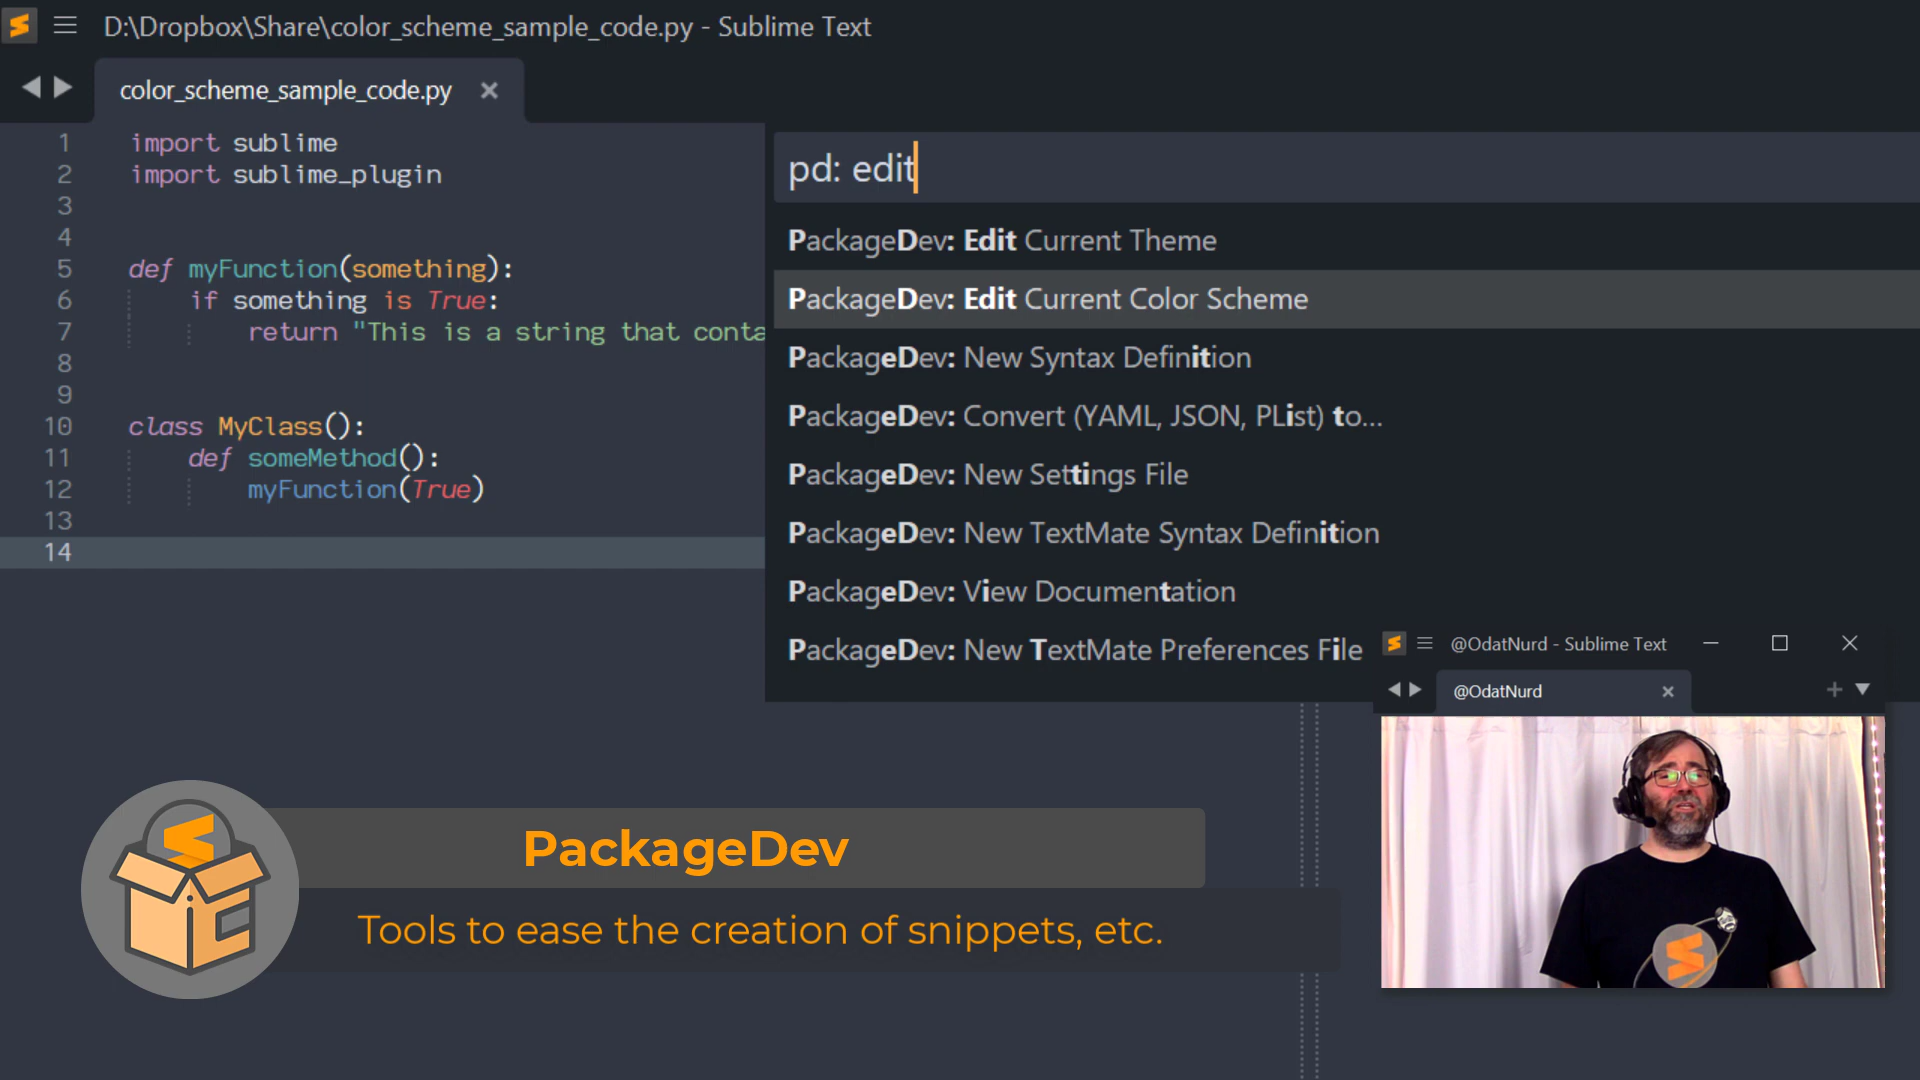 D:\Dropbox\Share\color_scheme_sample_code.py - Sublime Text
color_scheme_sample_code.py
1 import sublime
2 import sublime_plugin
3
4
5 def myFunction(something):
6 if something is True:
7 return "This is a string that conta
8
9
10 class MyClass():
11 def someMethod():
12 myFunction(True)
13
14
pd: edit
PackageDev: Edit Current Theme
PackageDev: Edit Current Color Scheme
PackageDev: New Syntax Definition
PackageDev: Convert (YAML, JSON, PList) to...
PackageDev: New Settings File
PackageDev: New TextMate Syntax Definition
PackageDev: View Documentation
PackageDev: New TextMate Preferences File
@OdatNurd - Sublime Text
@OdatNurd
PackageDev
Tools to ease the creation of snippets, etc.